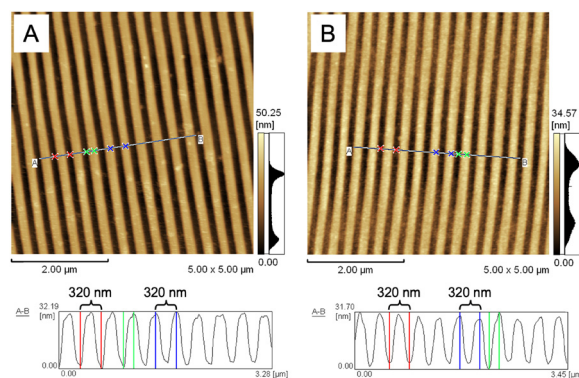 A
B
50.25
[nm]
34.57
[nm]
A
B
A
B
0.00
0.00
2.00 µm
5.00 x 5.00 µm
2.00 µm
5.00 x 5.00 µm
320 nm
320 nm
320 nm
320 nm
32.19
A-B
[nm]
31.70
A-B
[nm]
0.00
0.00
0.00
3.28 [µm]
0.00
3.45 [µm]